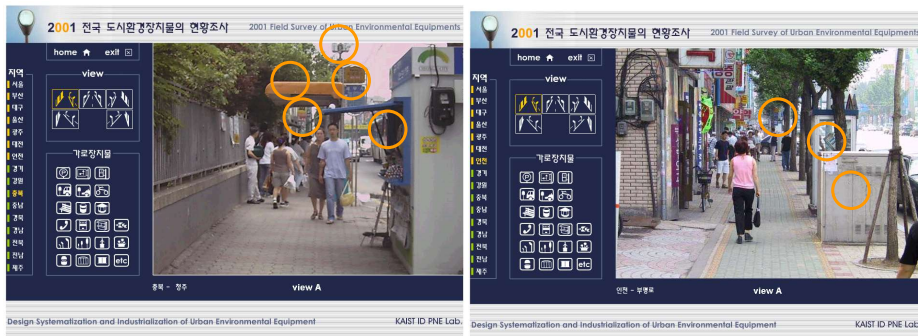 2001 전국 도시환경장치물의 현황조사
2001 Field Survey of Urban Environmental Equipments
home
exit
지역
서울
부산
대구
울산
광주
대전
인천
경기
강원
충북
충남
경북
경남
전북
전남
제주
view
가로장치물
etc
충북 - 청주
view A
Design Systematization and Industrialization of Urban Environmental Equipment
KAIST ID PNE Lab.
2001 전국 도시환경장치물의 현황조사
2001 Field Survey of Urban Environmental Equipments
home
exit
지역
서울
부산
대구
울산
광주
대전
인천
경기
강원
충북
충남
경북
경남
전북
전남
제주
view
가로장치물
etc
인천 - 부평로
view A
Design Systematization and Industrialization of Urban Environmental Equipment
KAIST ID PNE Lab.